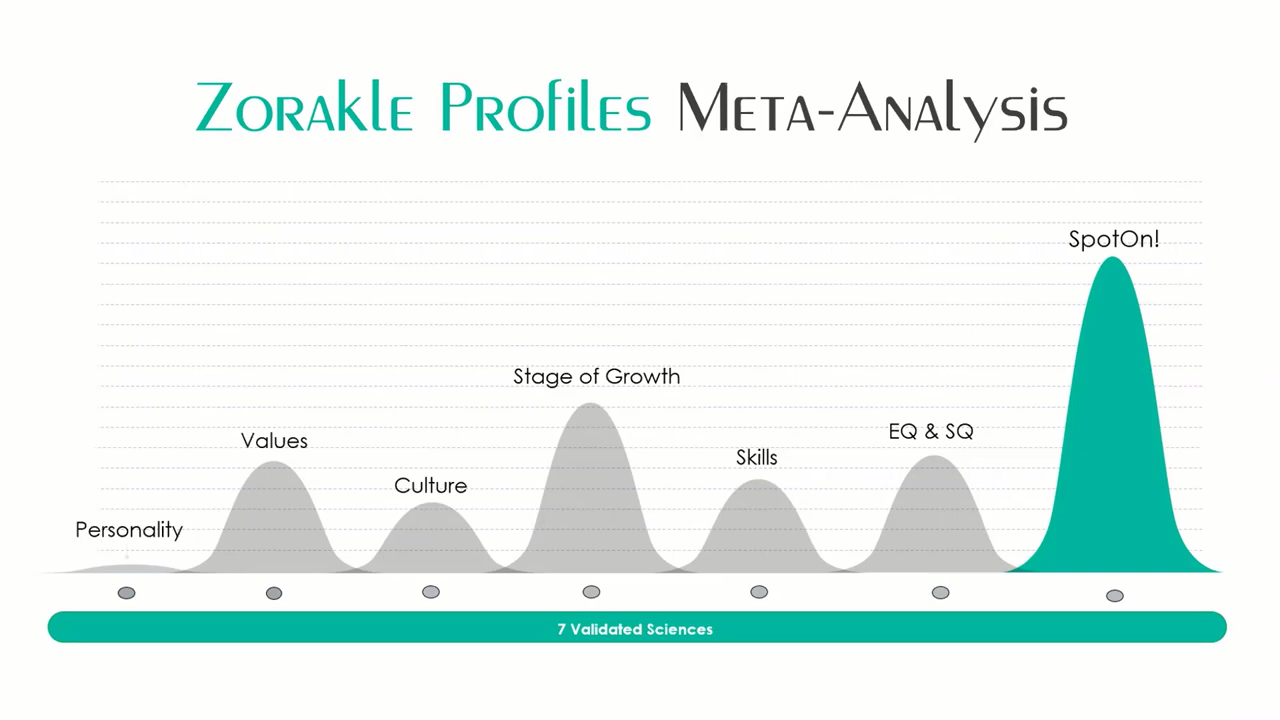 Zorakle Profiles Meta-Analysis
SpotOn!
Stage of Growth
EQ & SQ
Values
Skills
Culture
Personality
7 Validated Sciences